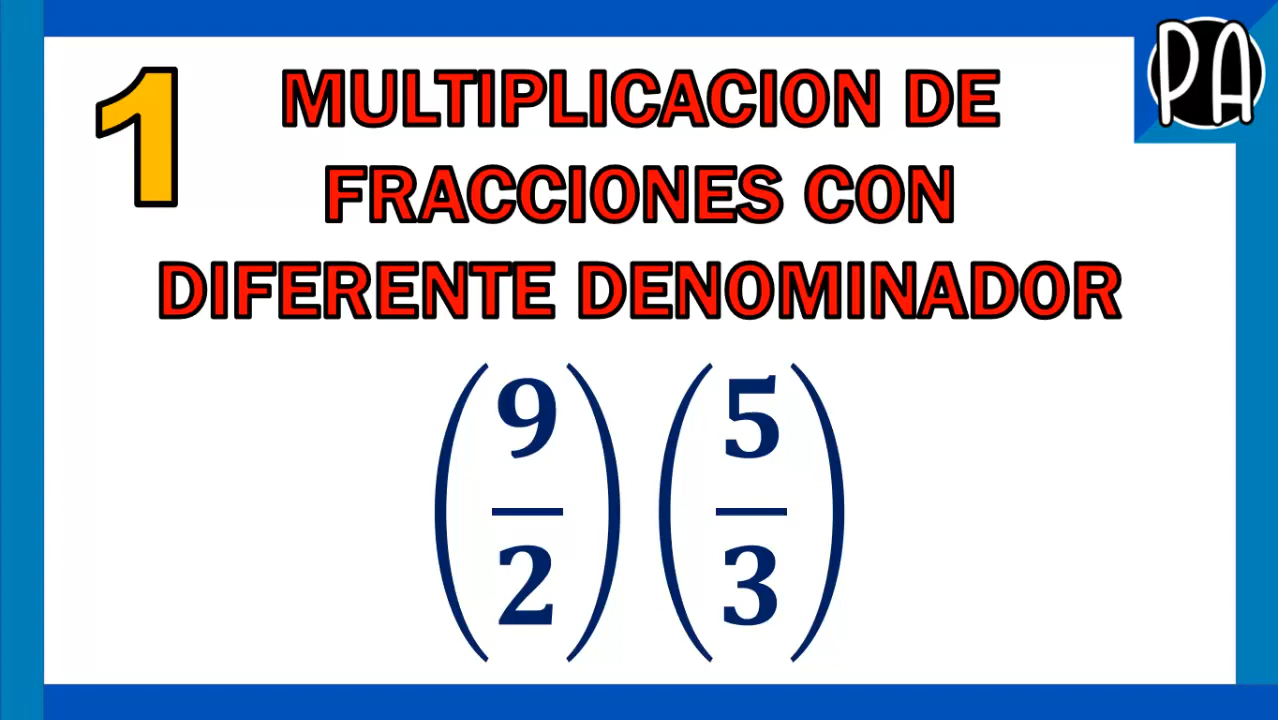 1
MULTIPLICACION DE
FRACCIONES CON
DIFERENTE DENOMINADOR
PA
(9/2)(5/3)